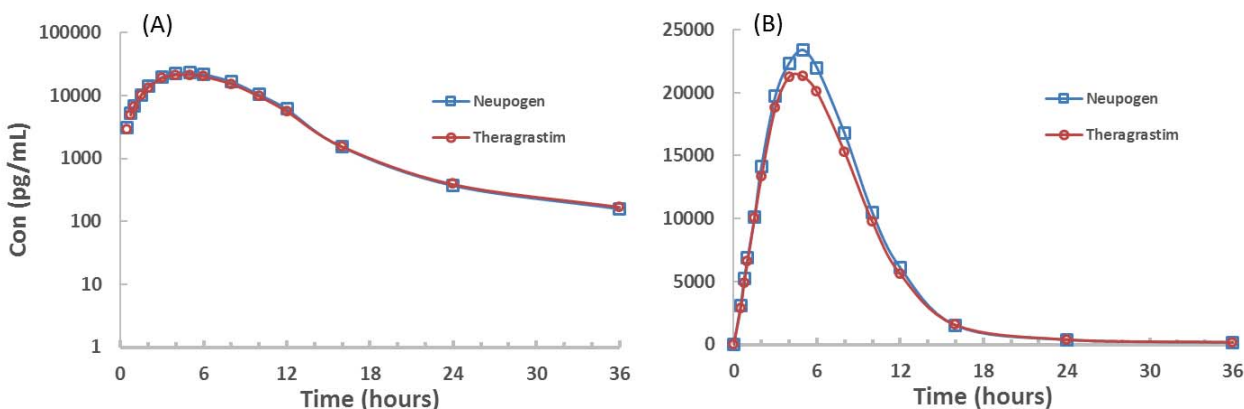 (A)
Con (pg/mL)
100000
10000
1000
100
10
1
Neupogen
Theragrastim
0 6 12 18 24 30 36
Time (hours)
(B)
25000
20000
15000
10000
5000
0
Neupogen
Theragrastim
0 6 12 18 24 30 36
Time (hours)